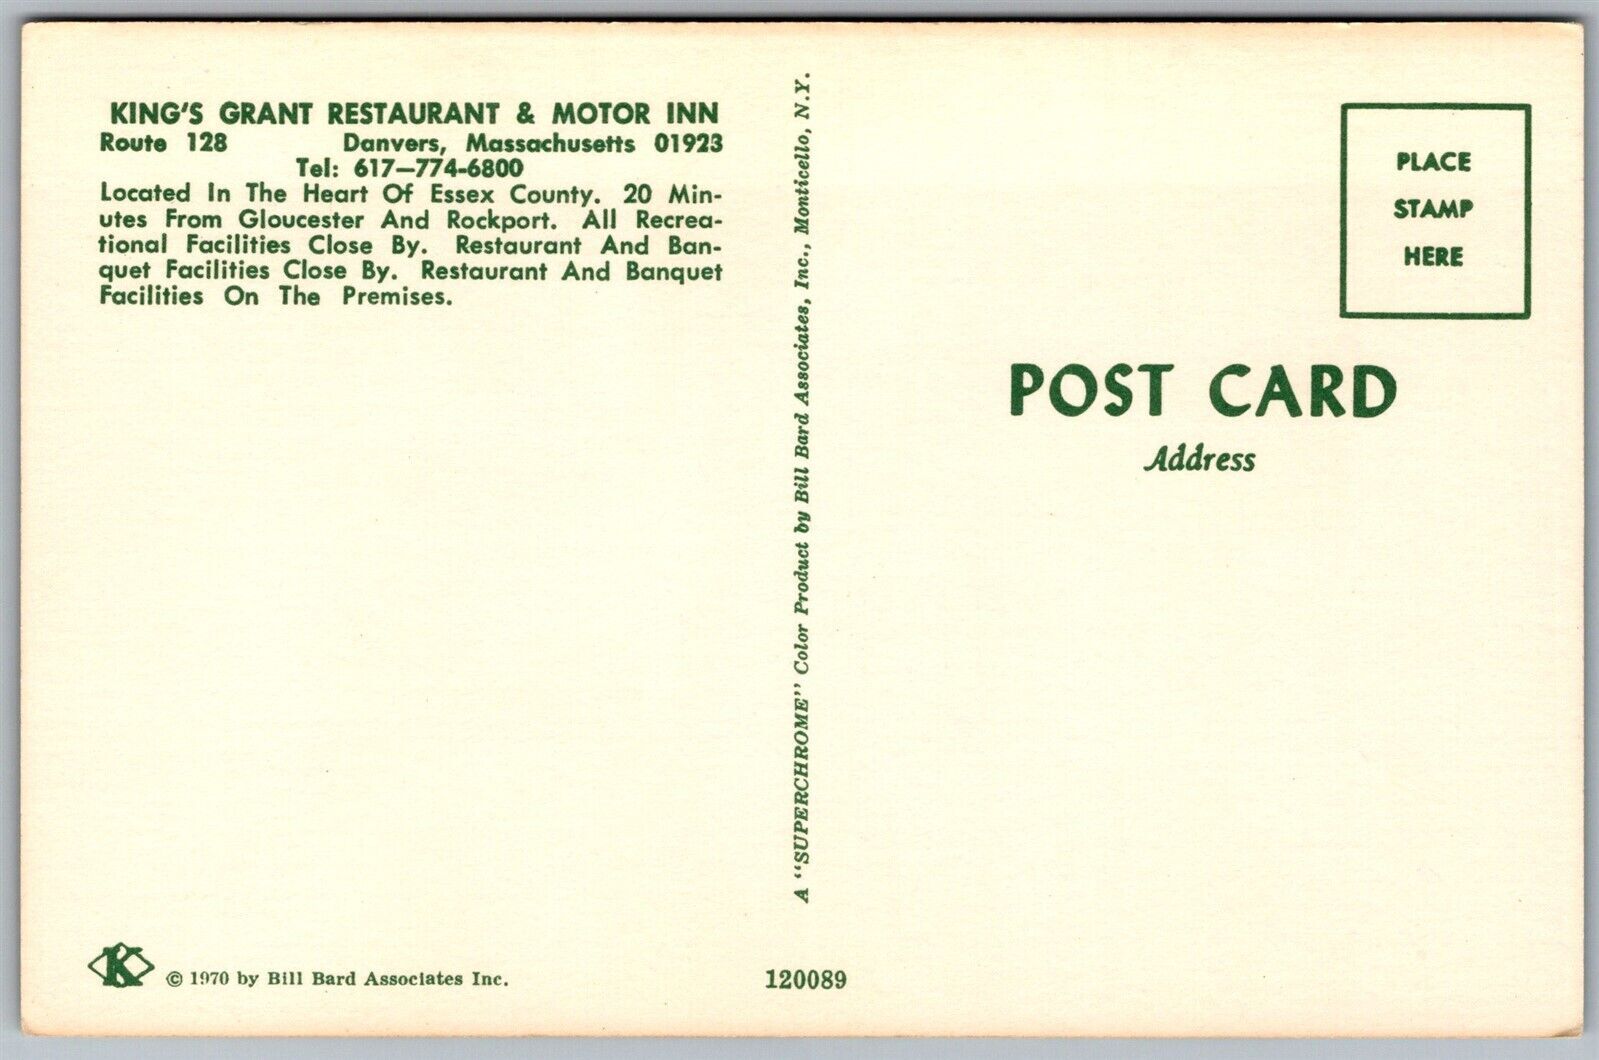 KING'S GRANT RESTAURANT & MOTOR INN
Route 128 Danvers, Massachusetts 01923
Tel: 617—774-6800
Located In The Heart Of Essex County. 20 Min-
utes From Gloucester And Rockport. All Recrea-
tional Facilities Close By. Restaurant And Ban-
quet Facilities Close By. Restaurant And Banquet
Facilities On The Premises.
K
© 1970 by Bill Bard Associates Inc.
A "SUPERCHROME" Color Product by Bill Bard Associates, Inc., Monticello, N.Y.
120089
PLACE
STAMP
HERE
POST CARD
Address